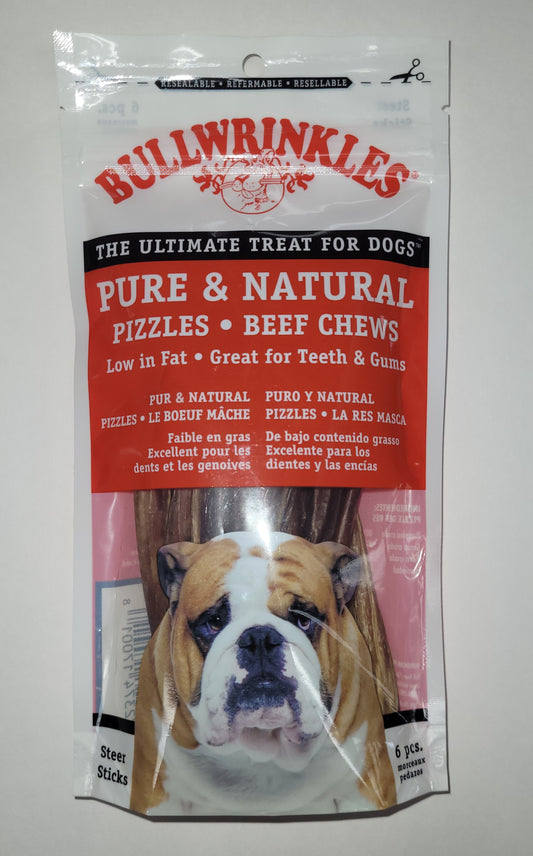 RESEALABLE • REFERMABLE • RESELLABLE
BULLWRINKLES®
THE ULTIMATE TREAT FOR DOGS™
PURE & NATURAL
PIZZLES • BEEF CHEWS
Low in Fat • Great for Teeth & Gums
PUR & NATURAL
PIZZLES • LE BOEUF MÂCHE
Faible en gras
Excellent pour les
dents et les genoives
PURO Y NATURAL
PIZZLES • LA RES MASCA
De bajo contenido grasso
Excelente para los
dientes y las encías
Steer
Sticks
6 pcs.
morceaux
pedazos